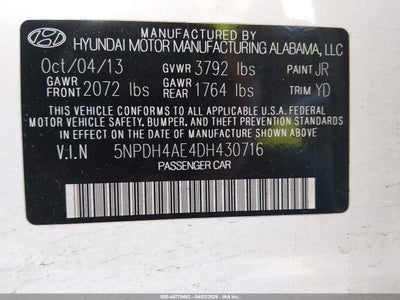 MANUFACTURED BY
HYUNDAI MOTOR MANUFACTURING ALABAMA, LLC
Oct/04/13 GVWR 3792 lbs PAINT JR
GAWR FRONT 2072 lbs GAWR REAR 1764 lbs TRIM YD
THIS VEHICLE CONFORMS TO ALL APPLICABLE U.S.A. FEDERAL
MOTOR VEHICLE SAFETY, BUMPER, AND THEFT PREVENTION
STANDARDS IN EFFECT ON THE DATE OF MANUFACTURE SHOWN ABOVE.
V.I.N 5NPDH4AE4DH430716
PASSENGER CAR